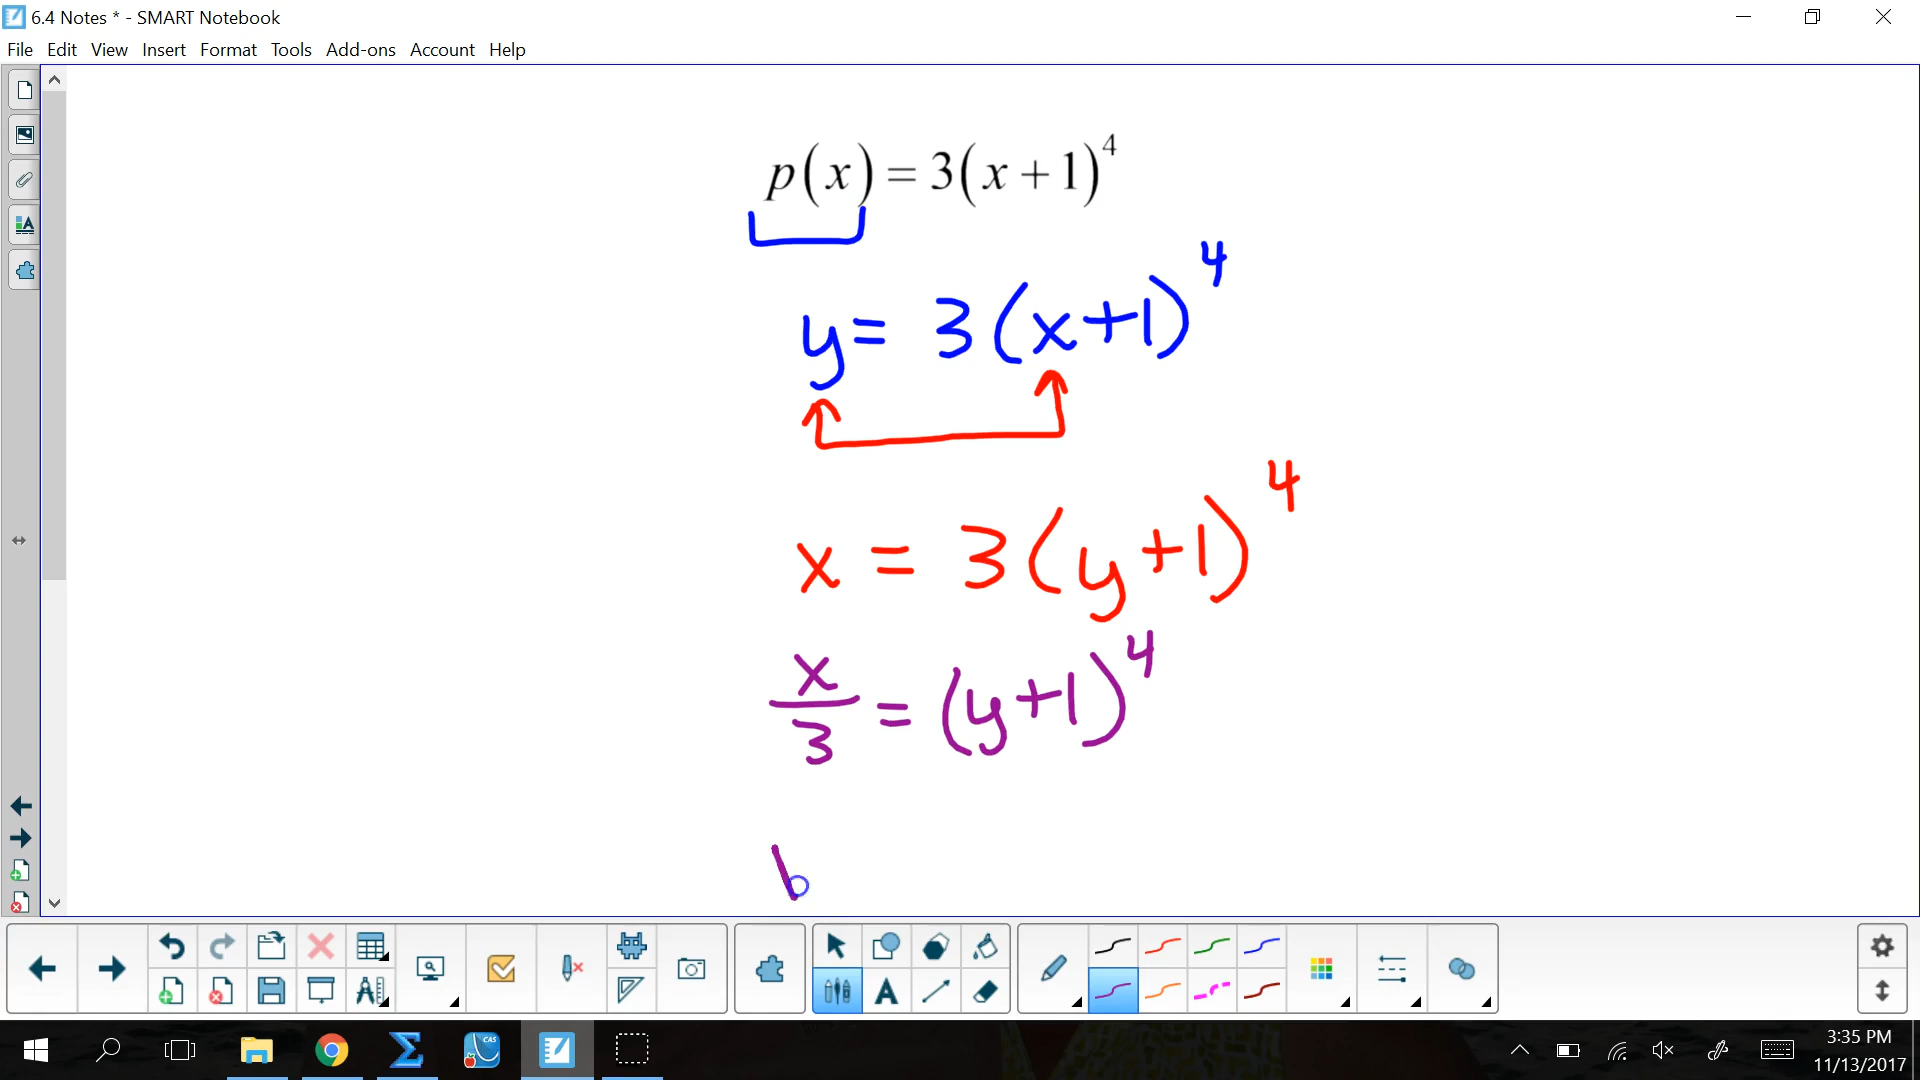 6.4 Notes * - SMART Notebook
File Edit View Insert Format Tools Add-ons Account Help
p(x) = 3(x+1)⁴
y = 3(x+1)⁴
x = 3(y+1)⁴
x/3 = (y+1)⁴
A
CAS
3:35 PM
11/13/2017